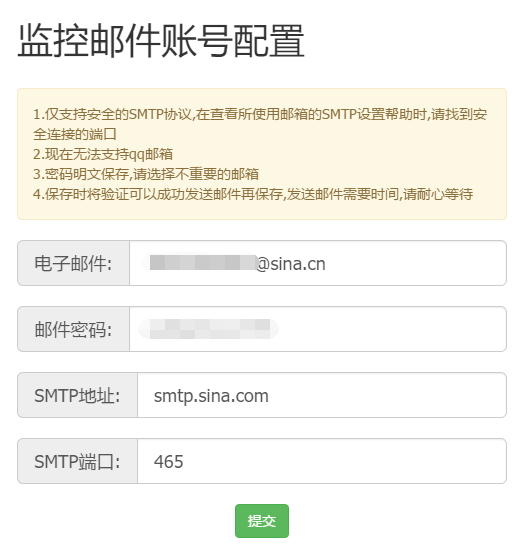 监控邮件账号配置
1.仅支持安全的SMTP协议,在查看所使用邮箱的SMTP设置帮助时,请找到安
全连接的端口
2.现在无法支持qq邮箱
3.密码明文保存,请选择不重要的邮箱
4.保存时将验证可以成功发送邮件再保存,发送邮件需要时间,请耐心等待
电子邮件: @sina.cn
邮件密码:
SMTP地址: smtp.sina.com
SMTP端口: 465
提交